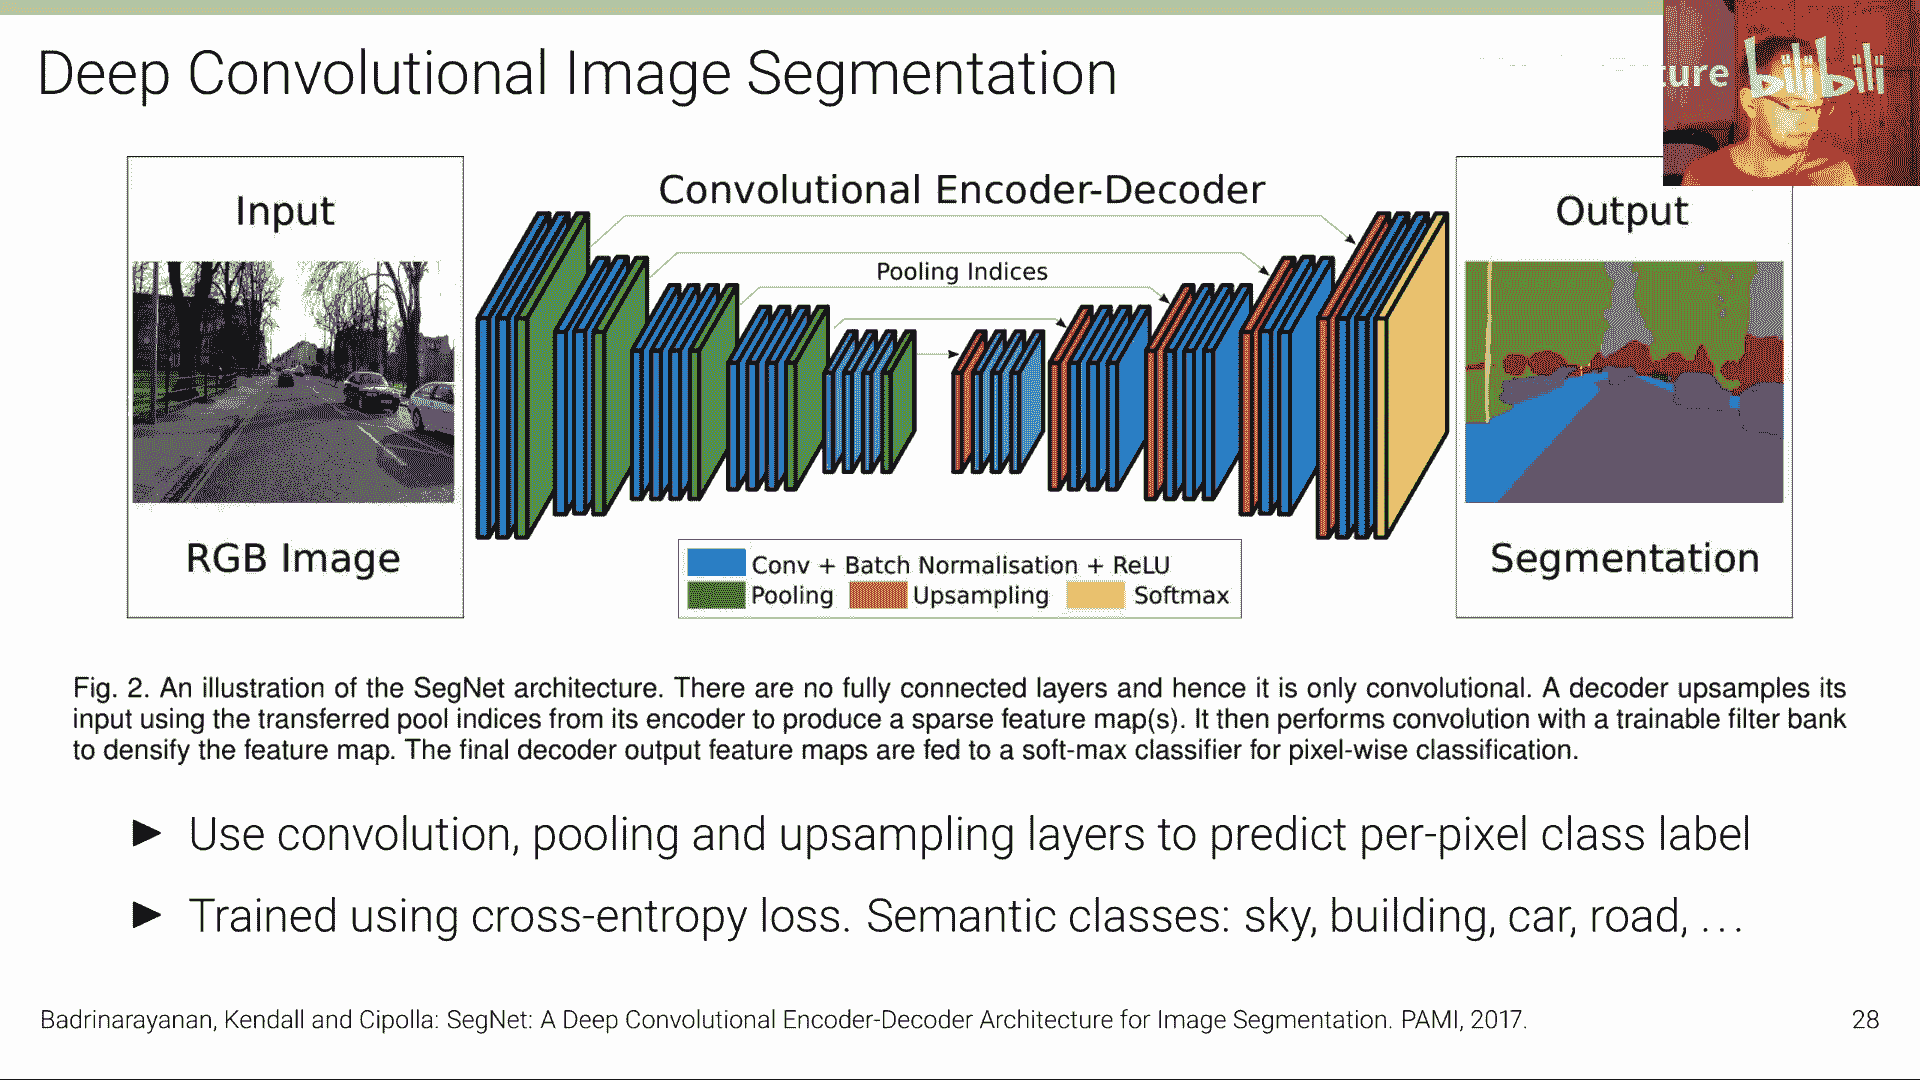 Deep Convolutional Image Segmentation
ture bilibili
Input
Convolutional Encoder-Decoder
Output
Pooling Indices
RGB Image
Segmentation
Conv + Batch Normalisation + ReLU
Pooling Upsampling Softmax
Fig. 2. An illustration of the SegNet architecture. There are no fully connected layers and hence it is only convolutional. A decoder upsamples its
input using the transferred pool indices from its encoder to produce a sparse feature map(s). It then performs convolution with a trainable filter bank
to densify the feature map. The final decoder output feature maps are fed to a soft-max classifier for pixel-wise classification.
► Use convolution, pooling and upsampling layers to predict per-pixel class label
► Trained using cross-entropy loss. Semantic classes: sky, building, car, road, ...
Badrinarayanan, Kendall and Cipolla: SegNet: A Deep Convolutional Encoder-Decoder Architecture for Image Segmentation. PAMI, 2017.
28